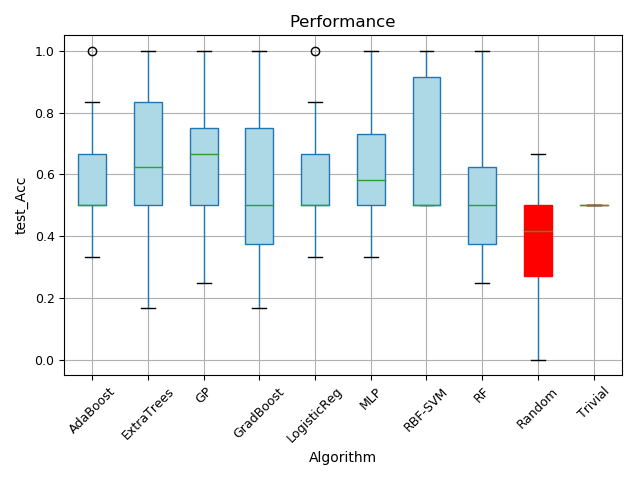 Performance
test_Acc
1.0
0.8
0.6
0.4
0.2
0.0
AdaBoost
ExtraTrees
GP
GradBoost
LogisticReg
MLP
RBF-SVM
RF
Random
Trivial
Algorithm